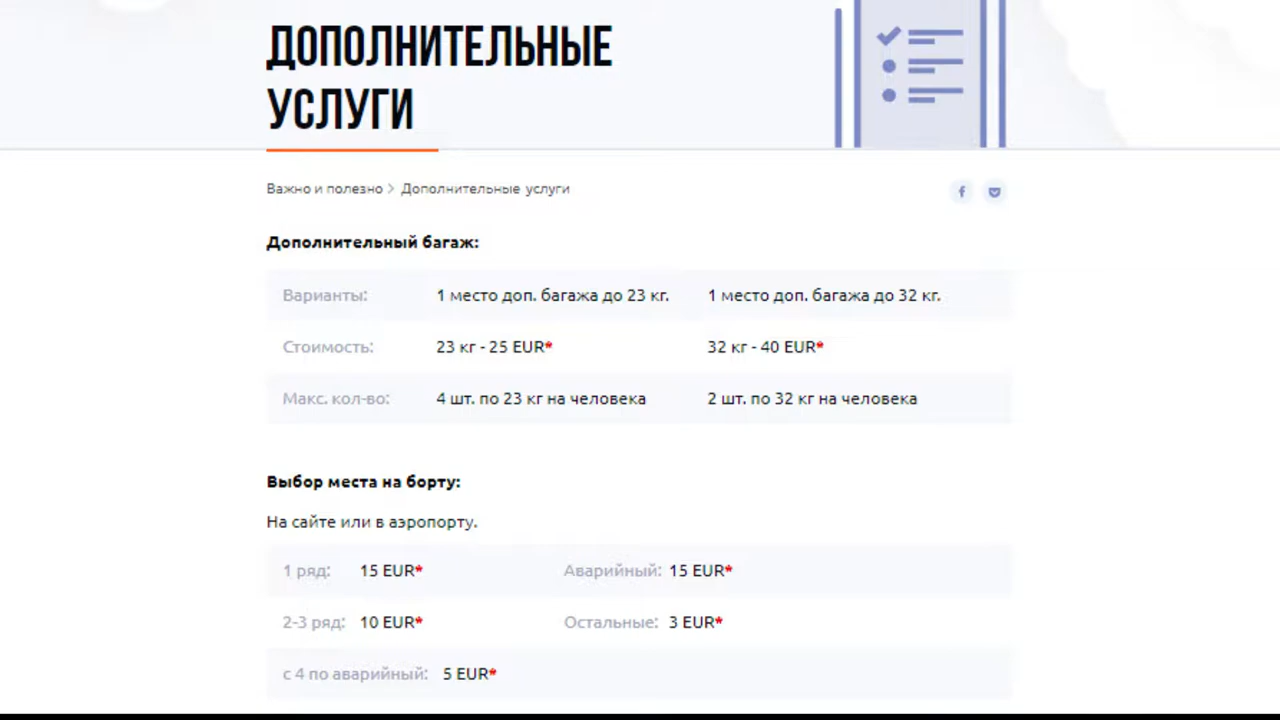 ДОПОЛНИТЕЛЬНЫЕ
УСЛУГИ
Важно и полезно > Дополнительные услуги
Дополнительный багаж:
Варианты: 1 место доп. багажа до 23 кг. 1 место доп. багажа до 32 кг.
Стоимость: 23 кг - 25 EUR* 32 кг - 40 EUR*
Макс. кол-во: 4 шт. по 23 кг на человека 2 шт. по 32 кг на человека
Выбор места на борту:
На сайте или в аэропорту.
1 ряд: 15 EUR* Аварийный: 15 EUR*
2-3 ряд: 10 EUR* Остальные: 3 EUR*
с 4 по аварийный: 5 EUR*